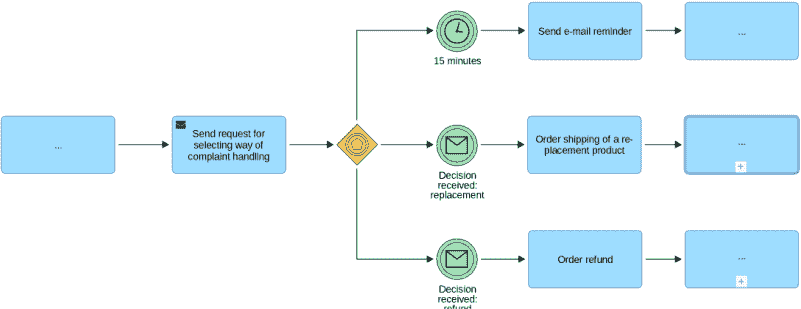 15 minutes
Send e-mail reminder
...
...
Send request for
selecting way of
complaint handling
Decision
received:
replacement
Order shipping of a re-
placement product
...
Decision
received:
refund
Order refund
...